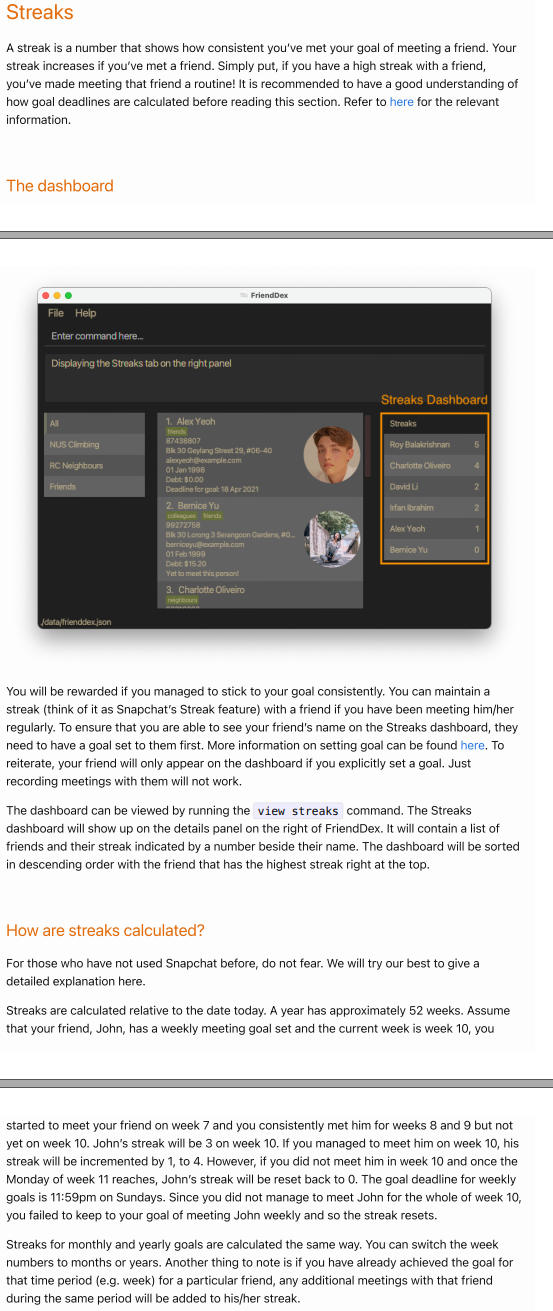 Streaks
A streak is a number that shows how consistent you've met your goal of meeting a friend. Your
streak increases if you've met a friend. Simply put, if you have a high streak with a friend,
you've made meeting that friend a routine! It is recommended to have a good understanding of
how goal deadlines are calculated before reading this section. Refer to here for the relevant
information.
The dashboard
FriendDex
File Help
Enter command here...
Displaying the Streaks tab on the right panel
Streaks Dashboard
All
NUS Climbing
RC Neighbours
Friends
1. Alex Yeoh
friends
87438807
Blk 30 Geylang Street 29, #06-40
alexyeoh@example.com
01 Jan 1998
Debt: $0.00
Deadline for goal: 18 Apr 2021
2. Bernice Yu
colleagues friends
99272758
Blk 30 Lorong 3 Serangoon Gardens, #0...
berniceyu@example.com
01 Feb 1999
Debt: $15.20
Yet to meet this person!
3. Charlotte Oliveiro
neighbours
Streaks
Roy Balakrishnan 5
Charlotte Oliveiro 4
David Li 2
Irfan Ibrahim 2
Alex Yeoh 1
Bernice Yu 0
/data/frienddex.json
You will be rewarded if you managed to stick to your goal consistently. You can maintain a
streak (think of it as Snapchat's Streak feature) with a friend if you have been meeting him/her
regularly. To ensure that you are able to see your friend's name on the Streaks dashboard, they
need to have a goal set to them first. More information on setting goal can be found here. To
reiterate, your friend will only appear on the dashboard if you explicitly set a goal. Just
recording meetings with them will not work.
The dashboard can be viewed by running the view streaks command. The Streaks
dashboard will show up on the details panel on the right of FriendDex. It will contain a list of
friends and their streak indicated by a number beside their name. The dashboard will be sorted
in descending order with the friend that has the highest streak right at the top.
How are streaks calculated?
For those who have not used Snapchat before, do not fear. We will try our best to give a
detailed explanation here.
Streaks are calculated relative to the date today. A year has approximately 52 weeks. Assume
that your friend, John, has a weekly meeting goal set and the current week is week 10, you
started to meet your friend on week 7 and you consistently met him for weeks 8 and 9 but not
yet on week 10. John's streak will be 3 on week 10. If you managed to meet him on week 10, his
streak will be incremented by 1, to 4. However, if you did not meet him in week 10 and once the
Monday of week 11 reaches, John's streak will be reset back to 0. The goal deadline for weekly
goals is 11:59pm on Sundays. Since you did not manage to meet John for the whole of week 10,
you failed to keep to your goal of meeting John weekly and so the streak resets.
Streaks for monthly and yearly goals are calculated the same way. You can switch the week
numbers to months or years. Another thing to note is if you have already achieved the goal for
that time period (e.g. week) for a particular friend, any additional meetings with that friend
during the same period will be added to his/her streak.